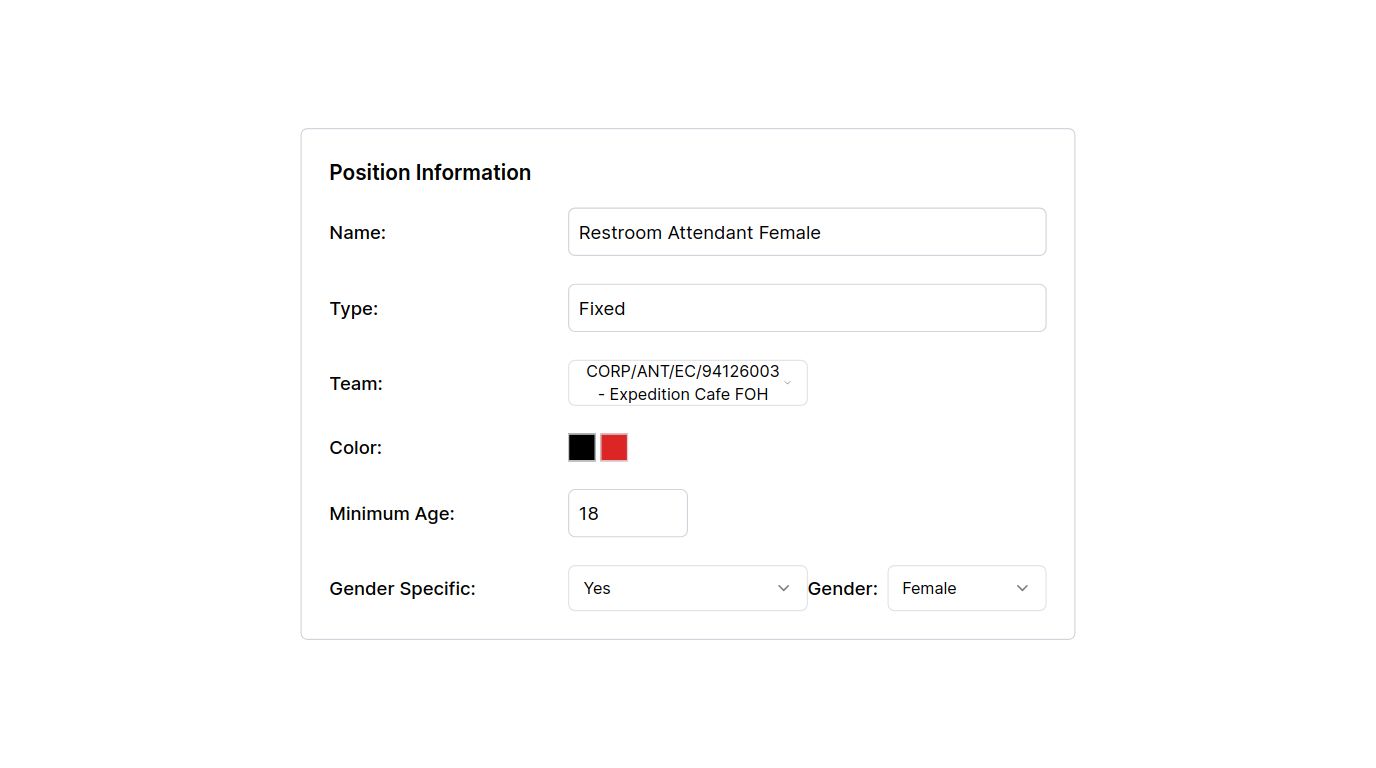 Position Information
Name:
Restroom Attendant Female
Type:
Fixed
Team:
CORP/ANT/EC/94126003
- Expedition Cafe FOH
Color:
Minimum Age:
18
Gender Specific:
Yes
Gender:
Female